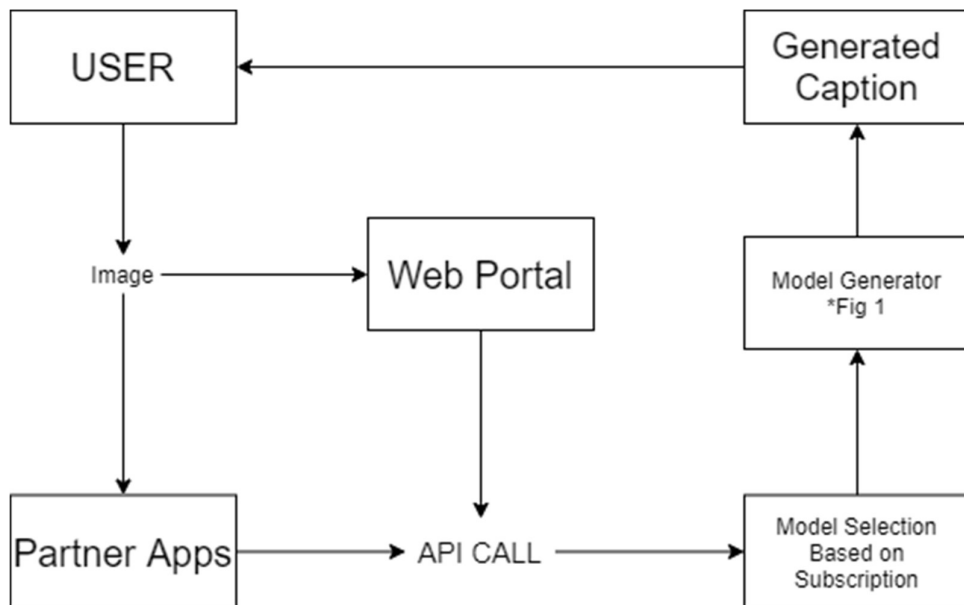 USER
Generated
Caption
Image
Web Portal
Model Generator
*Fig 1
Partner Apps
API CALL
Model Selection
Based on
Subscription